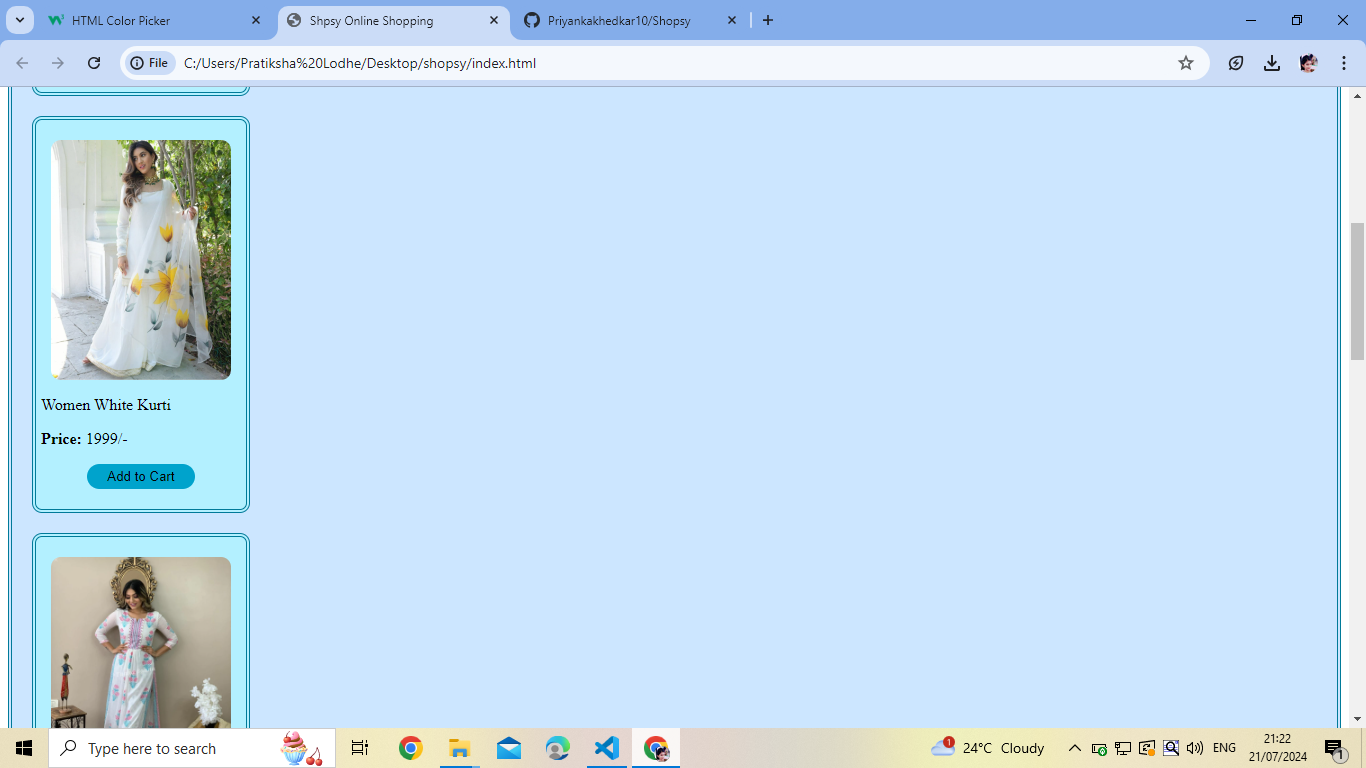 HTML Color Picker
Shpsy Online Shopping
Priyankakhedkar10/Shopsy
File
C:/Users/Pratiksha%20Lodhe/Desktop/shopsy/index.html
Women White Kurti
Price: 1999/-
Add to Cart
Type here to search
1
24°C Cloudy
ENG
21:22
21/07/2024
1